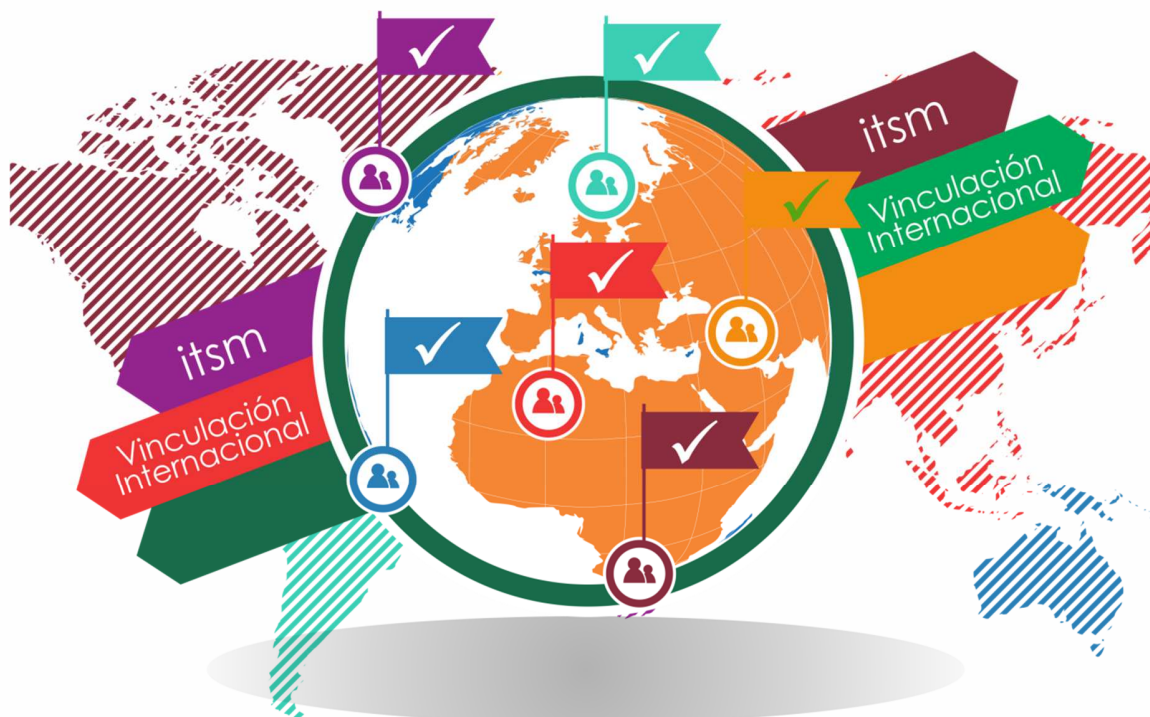 itsm
Vinculación
Internacional
itsm
Vinculación
Internacional